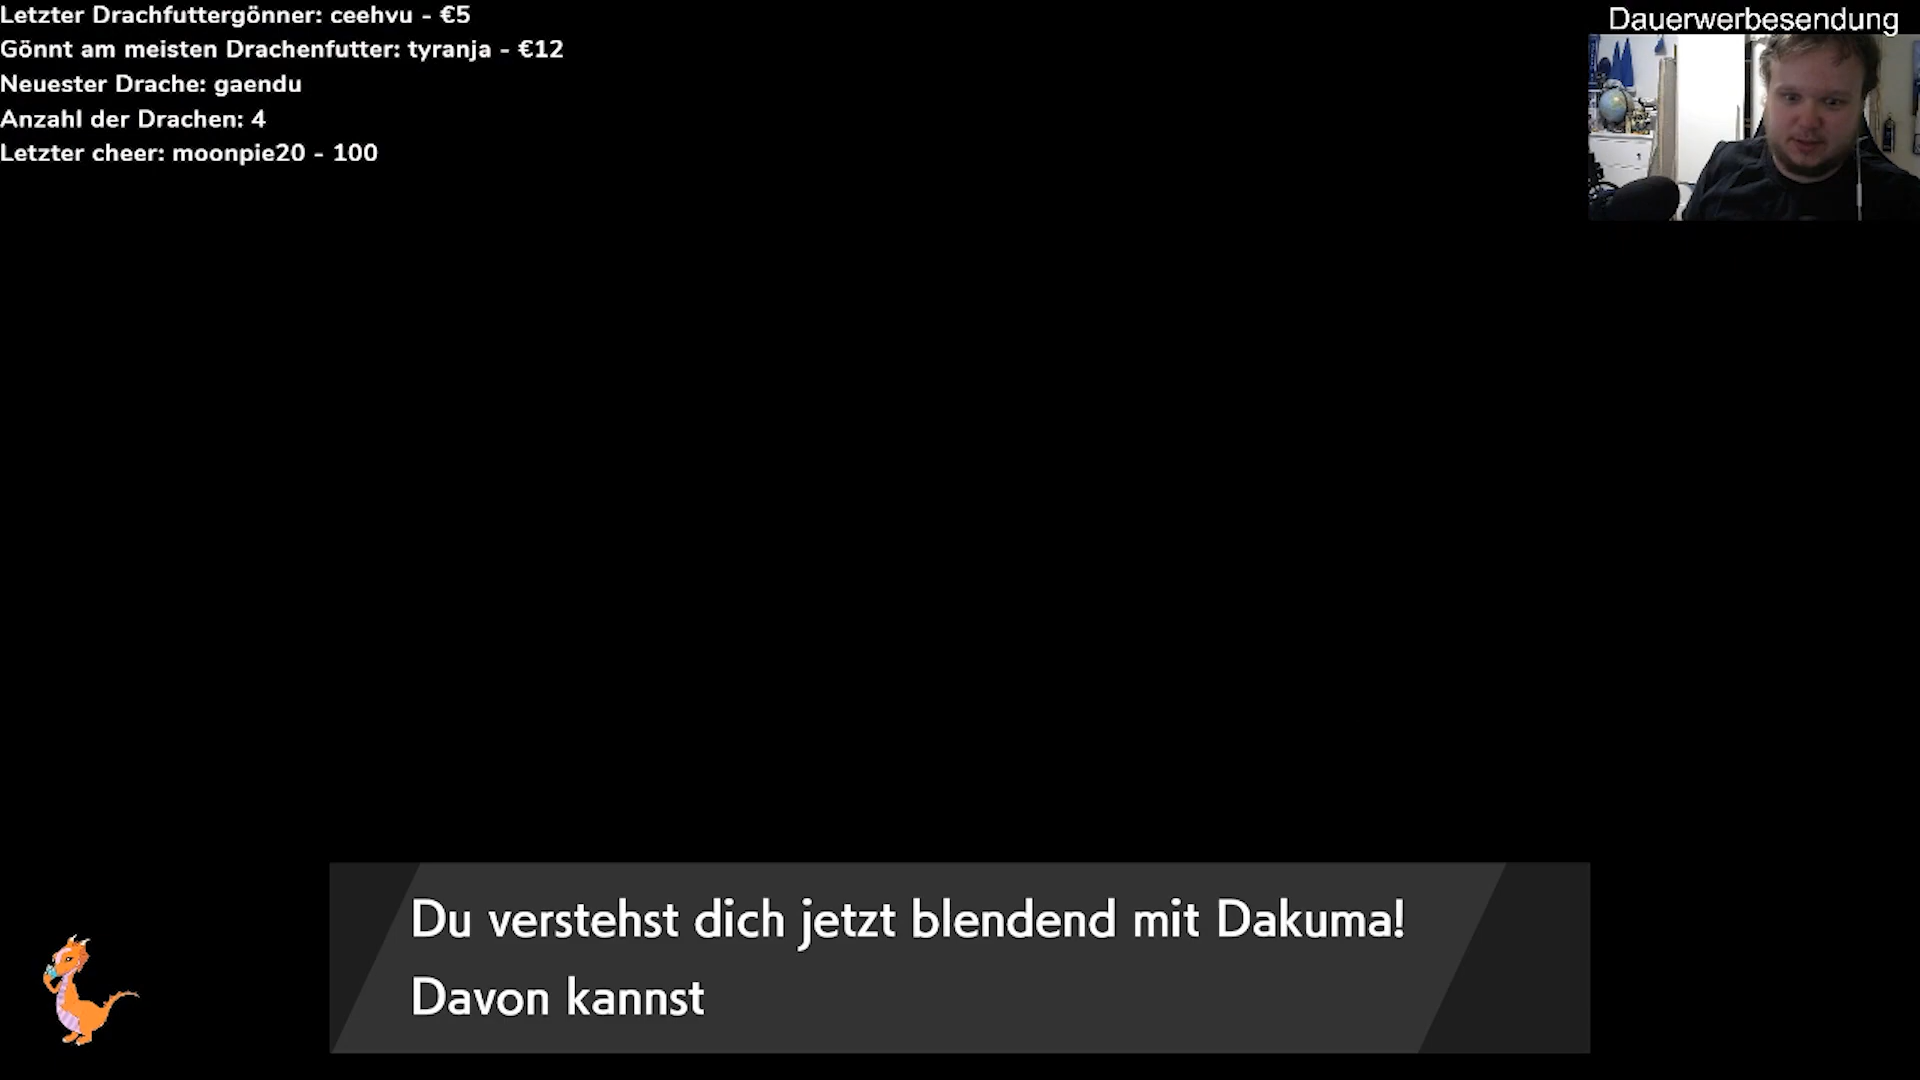 Letzter Drachfuttergönner: ceehvu - €5
Gönnt am meisten Drachenfutter: tyranja - €12
Neuester Drache: gaendu
Anzahl der Drachen: 4
Letzter cheer: moonpie20 - 100
Dauerwerbesendung
Du verstehst dich jetzt blendend mit Dakuma!
Davon kannst